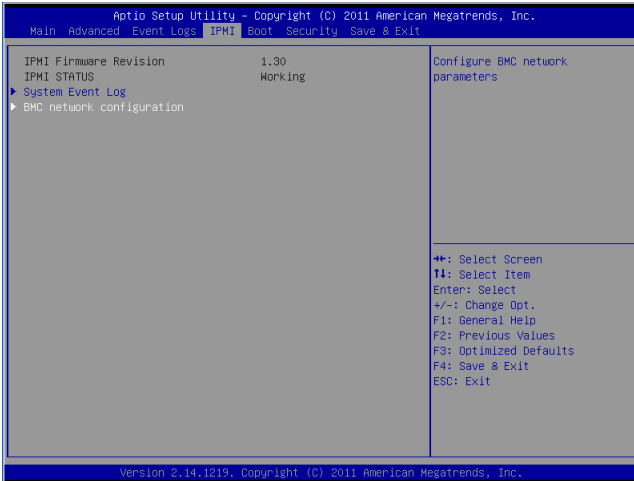 Aptio Setup Utility – Copyright (C) 2011 American Megatrends, Inc.
Main Advanced Event Logs IPMI Boot Security Save & Exit
IPMI Firmware Revision 1.30
IPMI STATUS Working
System Event Log
BMC network configuration
Configure BMC network
parameters
→←: Select Screen
↑↓: Select Item
Enter: Select
+/-: Change Opt.
F1: General Help
F2: Previous Values
F3: Optimized Defaults
F4: Save & Exit
ESC: Exit
Version 2.14.1219. Copyright (C) 2011 American Megatrends, Inc.